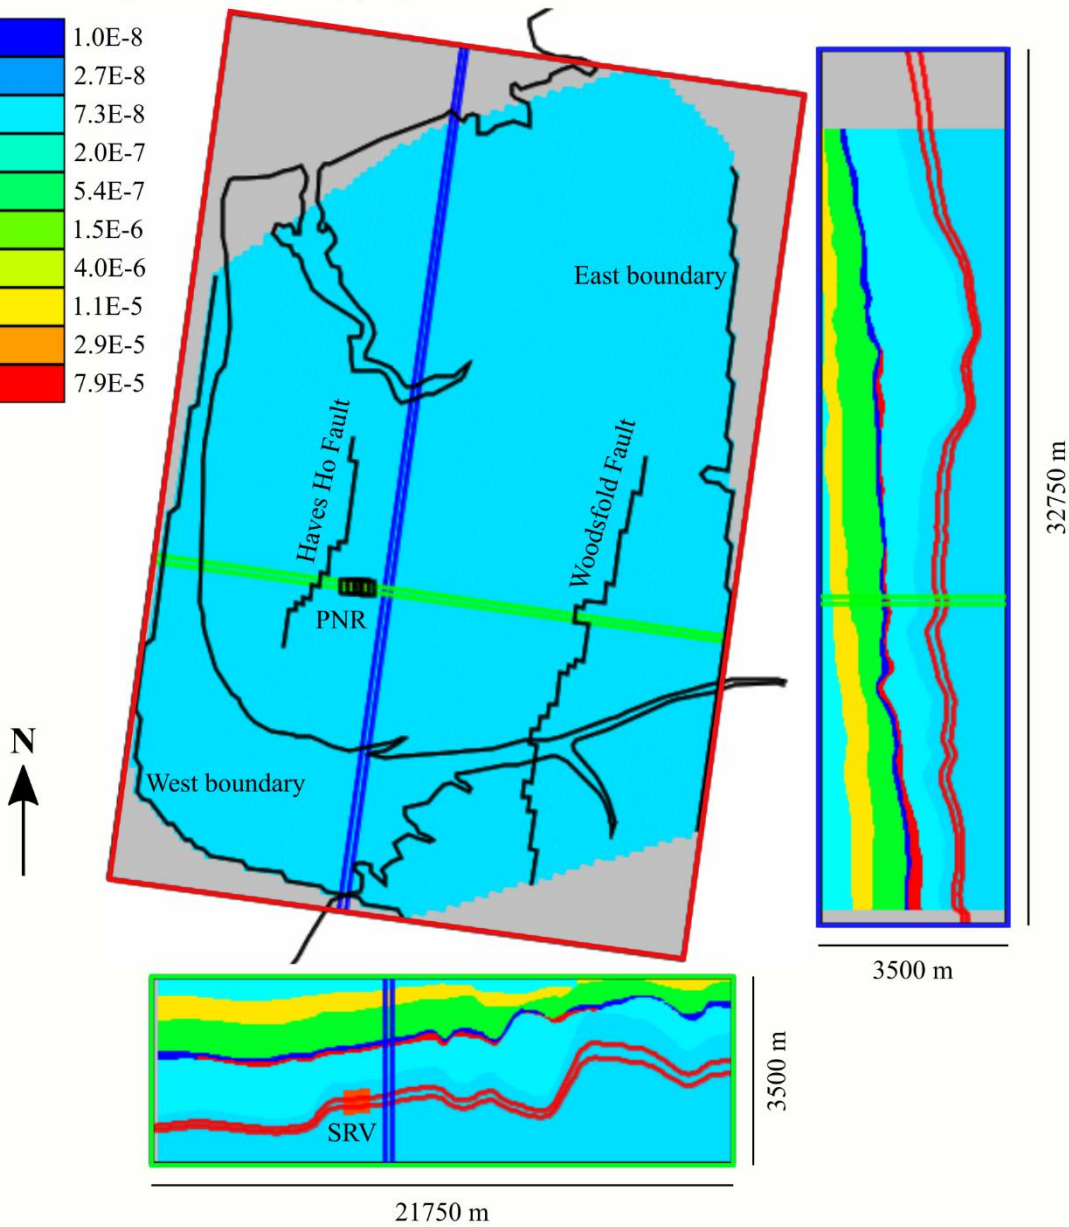 1.0E-8
2.7E-8
7.3E-8
2.0E-7
5.4E-7
1.5E-6
4.0E-6
1.1E-5
2.9E-5
7.9E-5
East boundary
Haves Ho Fault
Woodsfold Fault
PNR
N
West boundary
32750 m
3500 m
3500 m
SRV
21750 m